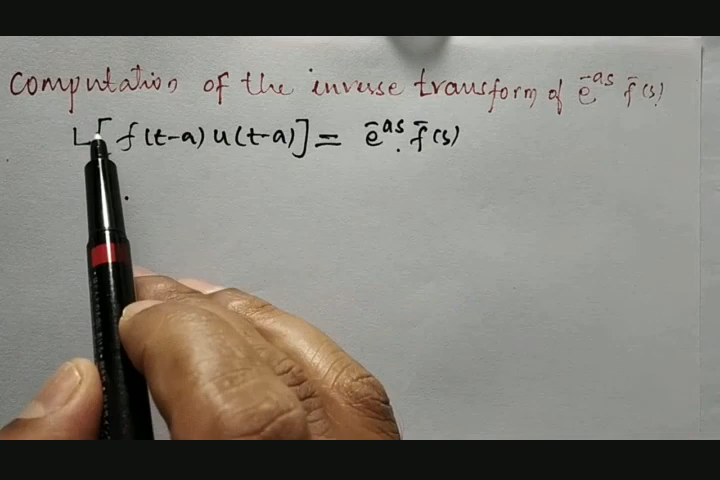 Computation of the inverse transform of e^-as f̄(s).
L[f(t-a) u(t-a)] = e^-as. f̄(s)